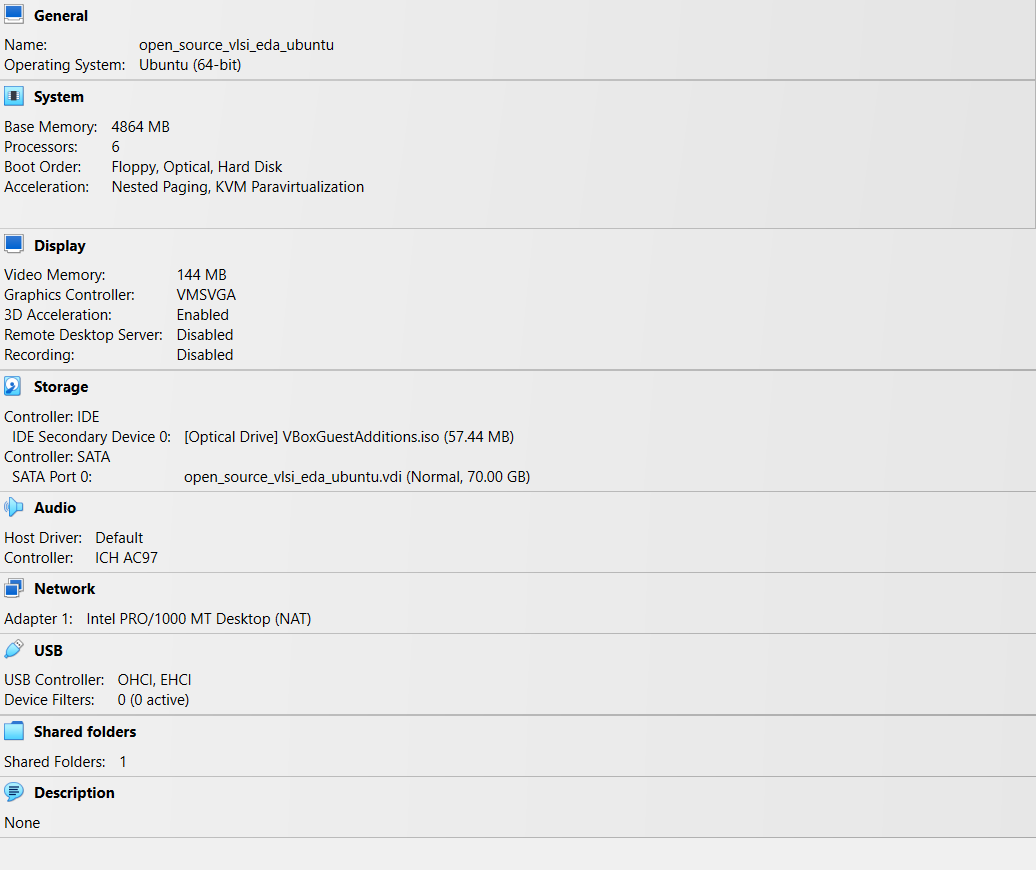 General
Name: open_source_vlsi_eda_ubuntu
Operating System: Ubuntu (64-bit)
System
Base Memory: 4864 MB
Processors: 6
Boot Order: Floppy, Optical, Hard Disk
Acceleration: Nested Paging, KVM Paravirtualization
Display
Video Memory: 144 MB
Graphics Controller: VMSVGA
3D Acceleration: Enabled
Remote Desktop Server: Disabled
Recording: Disabled
Storage
Controller: IDE
IDE Secondary Device 0: [Optical Drive] VBoxGuestAdditions.iso (57.44 MB)
Controller: SATA
SATA Port 0: open_source_vlsi_eda_ubuntu.vdi (Normal, 70.00 GB)
Audio
Host Driver: Default
Controller: ICH AC97
Network
Adapter 1: Intel PRO/1000 MT Desktop (NAT)
USB
USB Controller: OHCI, EHCI
Device Filters: 0 (0 active)
Shared folders
Shared Folders: 1
Description
None